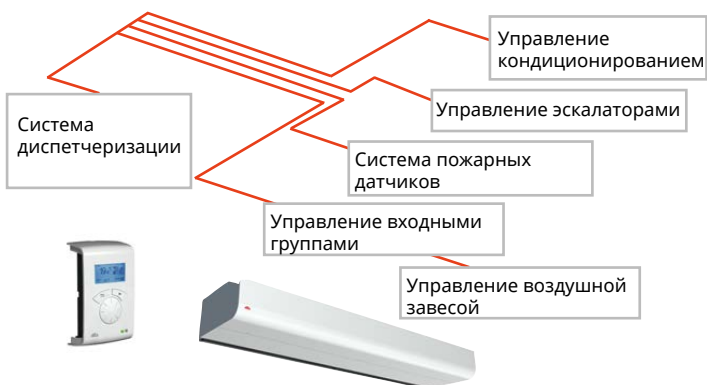 Управление
кондиционированием
Управление эскалаторами
Система
диспетчеризации
Система пожарных
датчиков
Управление входными
группами
Управление воздушной
завесой